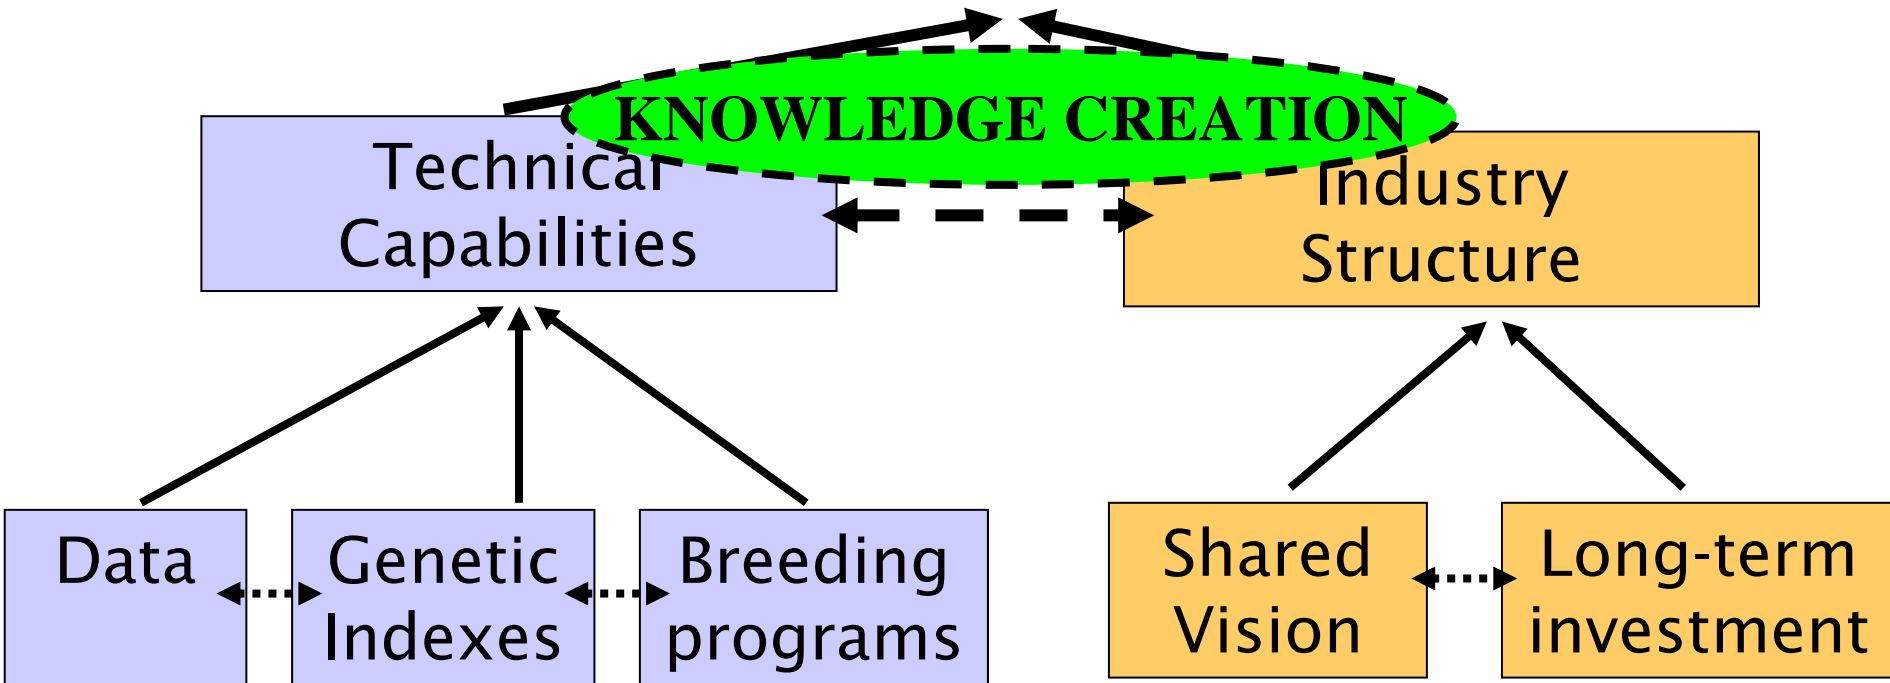 KNOWLEDGE CREATION
Technical
Capabilities
Industry
Structure
Data
Genetic
Indexes
Breeding
programs
Shared
Vision
Long-term
investment